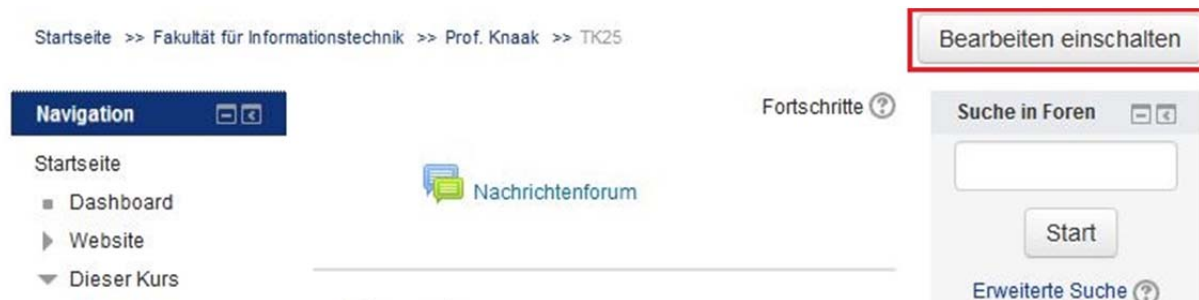 Startseite >> Fakultät für Informationstechnik >> Prof. Knaak >> TK25
Bearbeiten einschalten
Navigation
Startseite
Dashboard
Website
Dieser Kurs
Fortschritte
Nachrichtenforum
Suche in Foren
Start
Erweiterte Suche